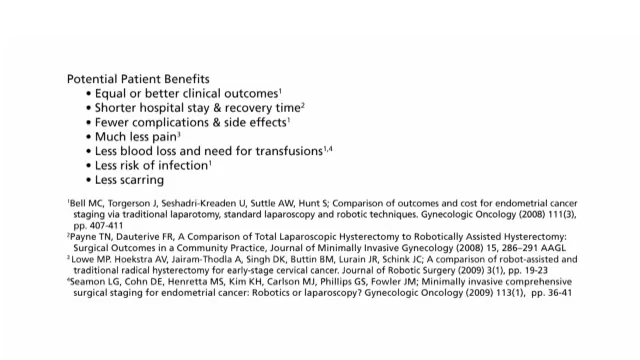 Potential Patient Benefits
• Equal or better clinical outcomes¹
• Shorter hospital stay & recovery time²
• Fewer complications & side effects¹
• Much less pain³
• Less blood loss and need for transfusions¹,⁴
• Less risk of infection¹
• Less scarring
¹Bell MC, Torgerson J, Seshadri-Kreaden U, Suttle AW, Hunt S; Comparison of outcomes and cost for endometrial cancer
staging via traditional laparotomy, standard laparoscopy and robotic techniques. Gynecologic Oncology (2008) 111(3),
pp. 407-411
²Payne TN, Dauterive FR, A Comparison of Total Laparoscopic Hysterectomy to Robotically Assisted Hysterectomy:
Surgical Outcomes in a Community Practice, Journal of Minimally Invasive Gynecology (2008) 15, 286–291 AAGL
³ Lowe MP. Hoekstra AV, Jairam-Thodla A, Singh DK, Buttin BM, Lurain JR, Schink JC; A comparison of robot-assisted and
traditional radical hysterectomy for early-stage cervical cancer. Journal of Robotic Surgery (2009) 3(1), pp. 19-23
⁴Seamon LG, Cohn DE, Henretta MS, Kim KH, Carlson MJ, Phillips GS, Fowler JM; Minimally invasive comprehensive
surgical staging for endometrial cancer: Robotics or laparoscopy? Gynecologic Oncology (2009) 113(1), pp. 36-41